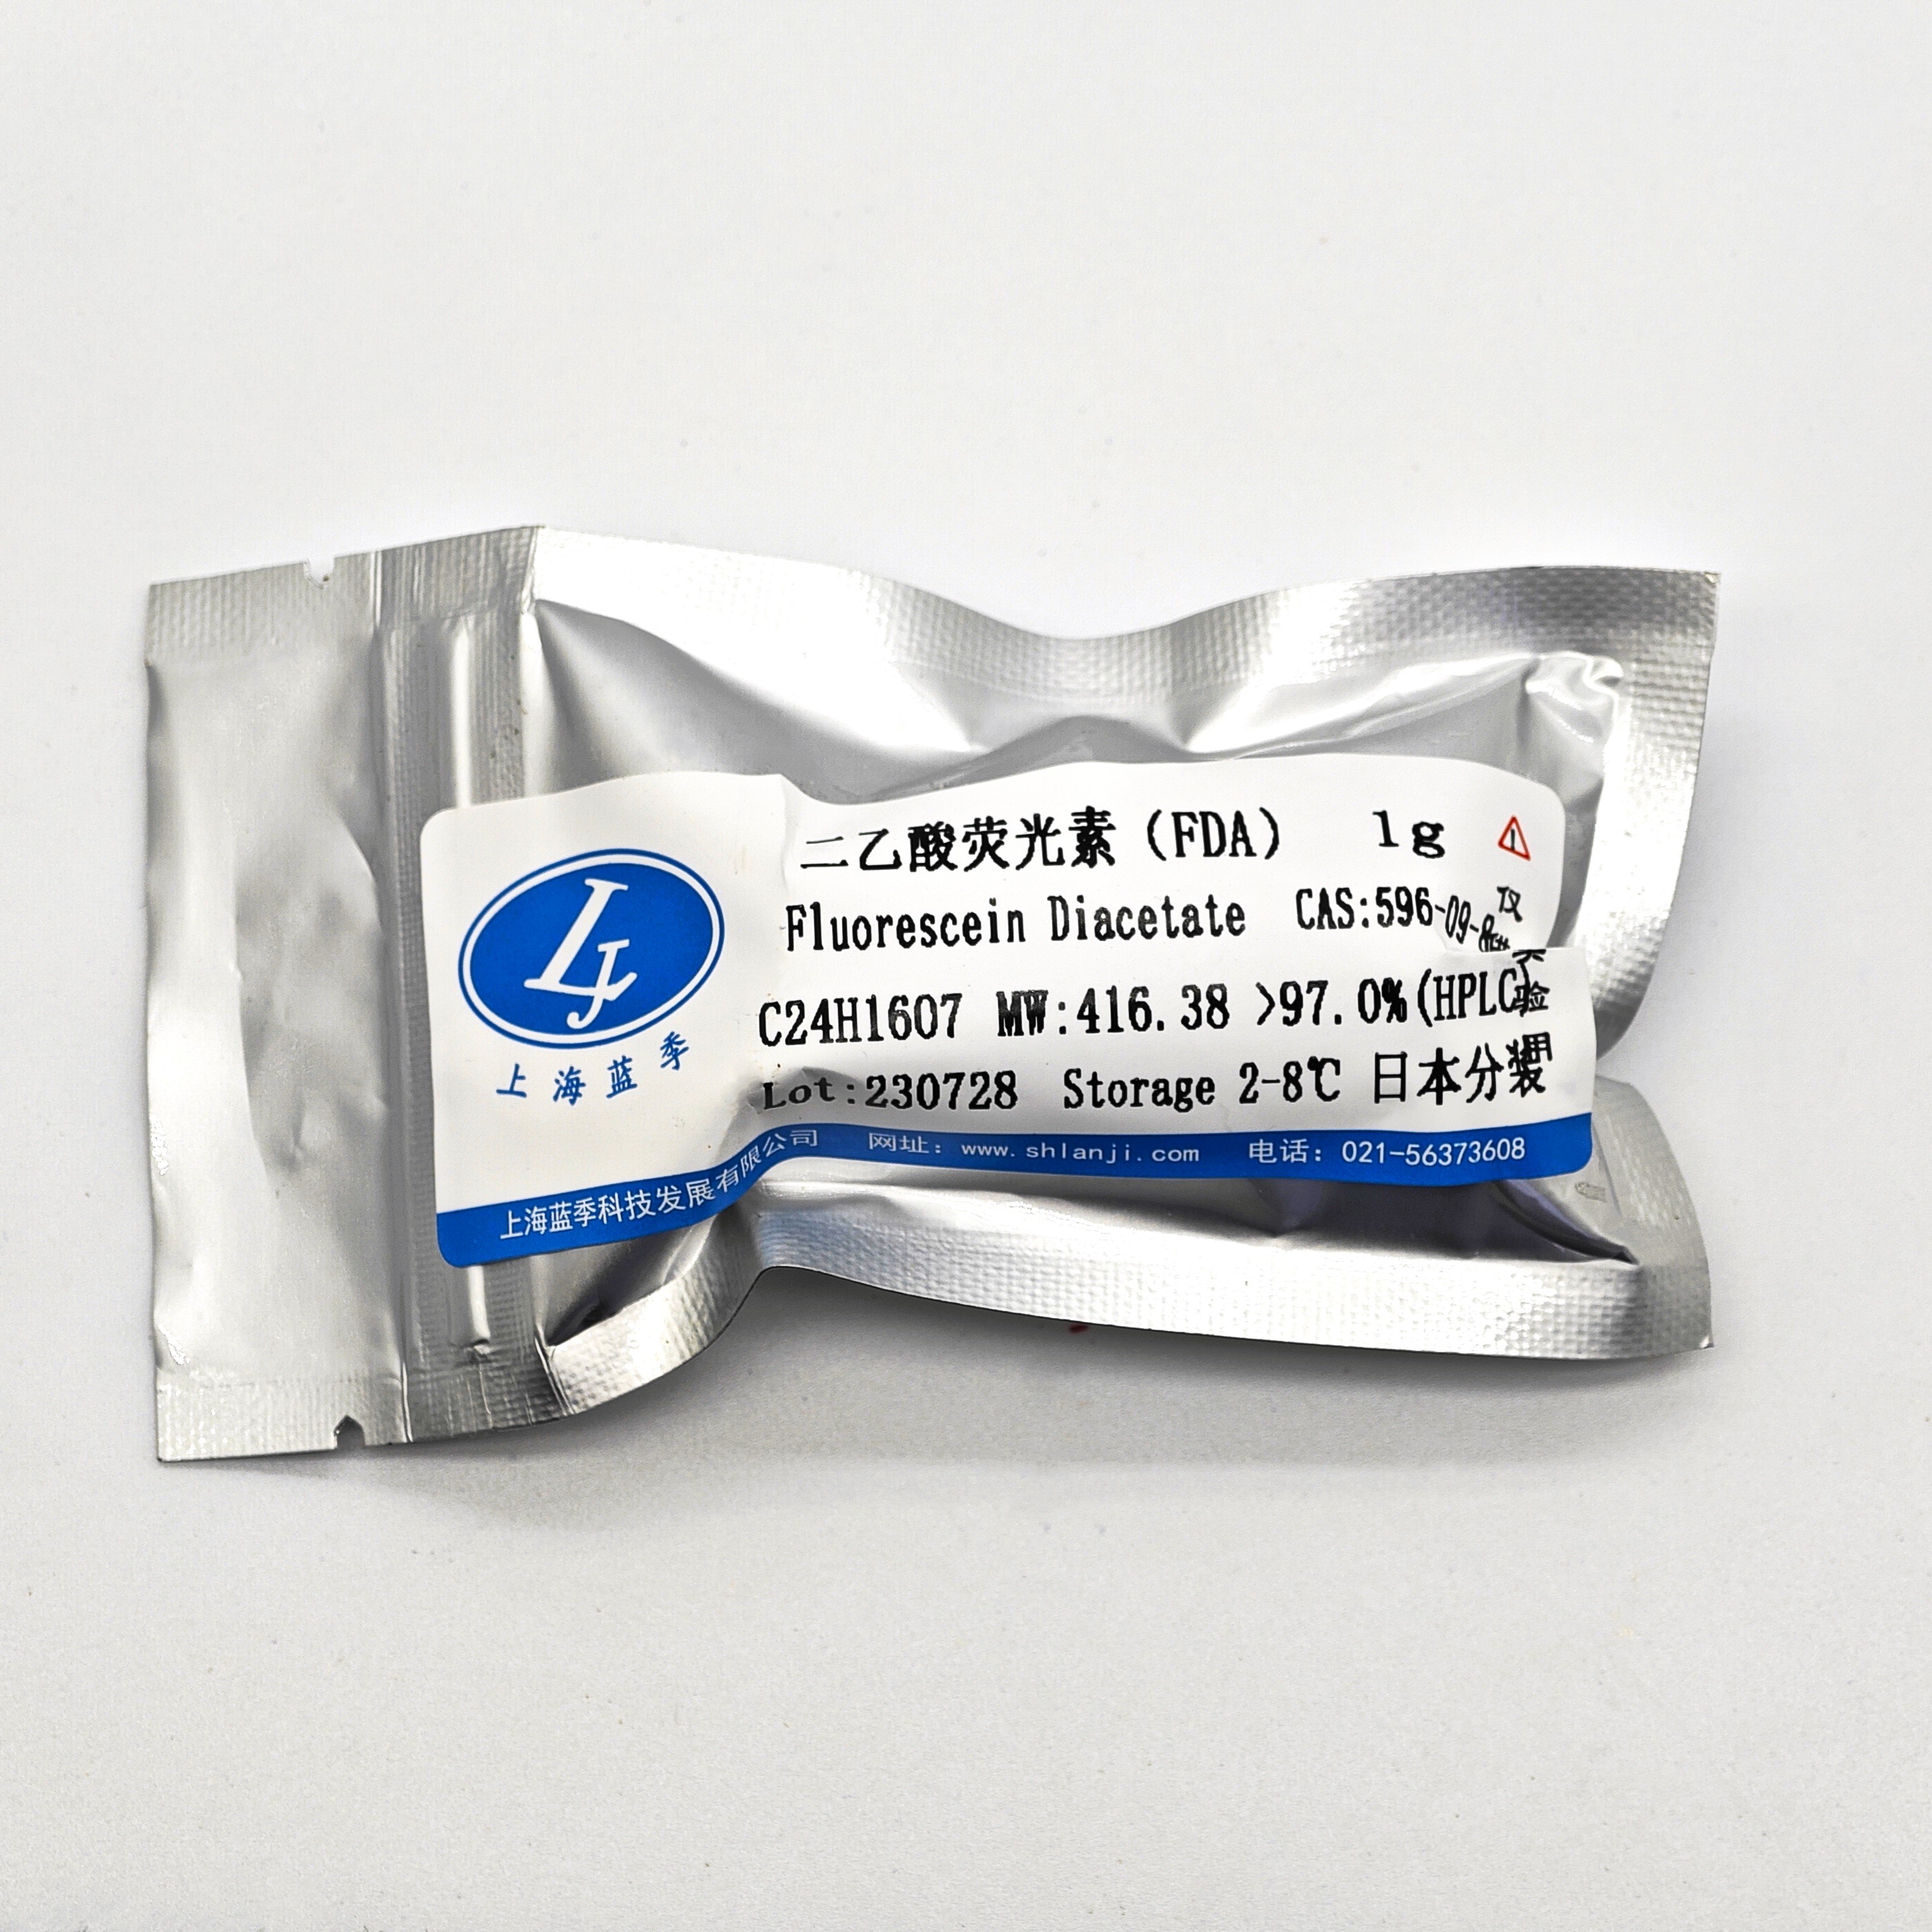 二乙酸荧光素（FDA） 1g
Fluorescein Diacetate CAS:596-09-8
C24H16O7 MW:416.38 >97.0%(HPLC)
Lot:230728 Storage 2-8℃ 日本分装
LJ
上海蓝季
上海蓝季科技发展有限公司 网址：www.shlanji.com 电话：021-56373608